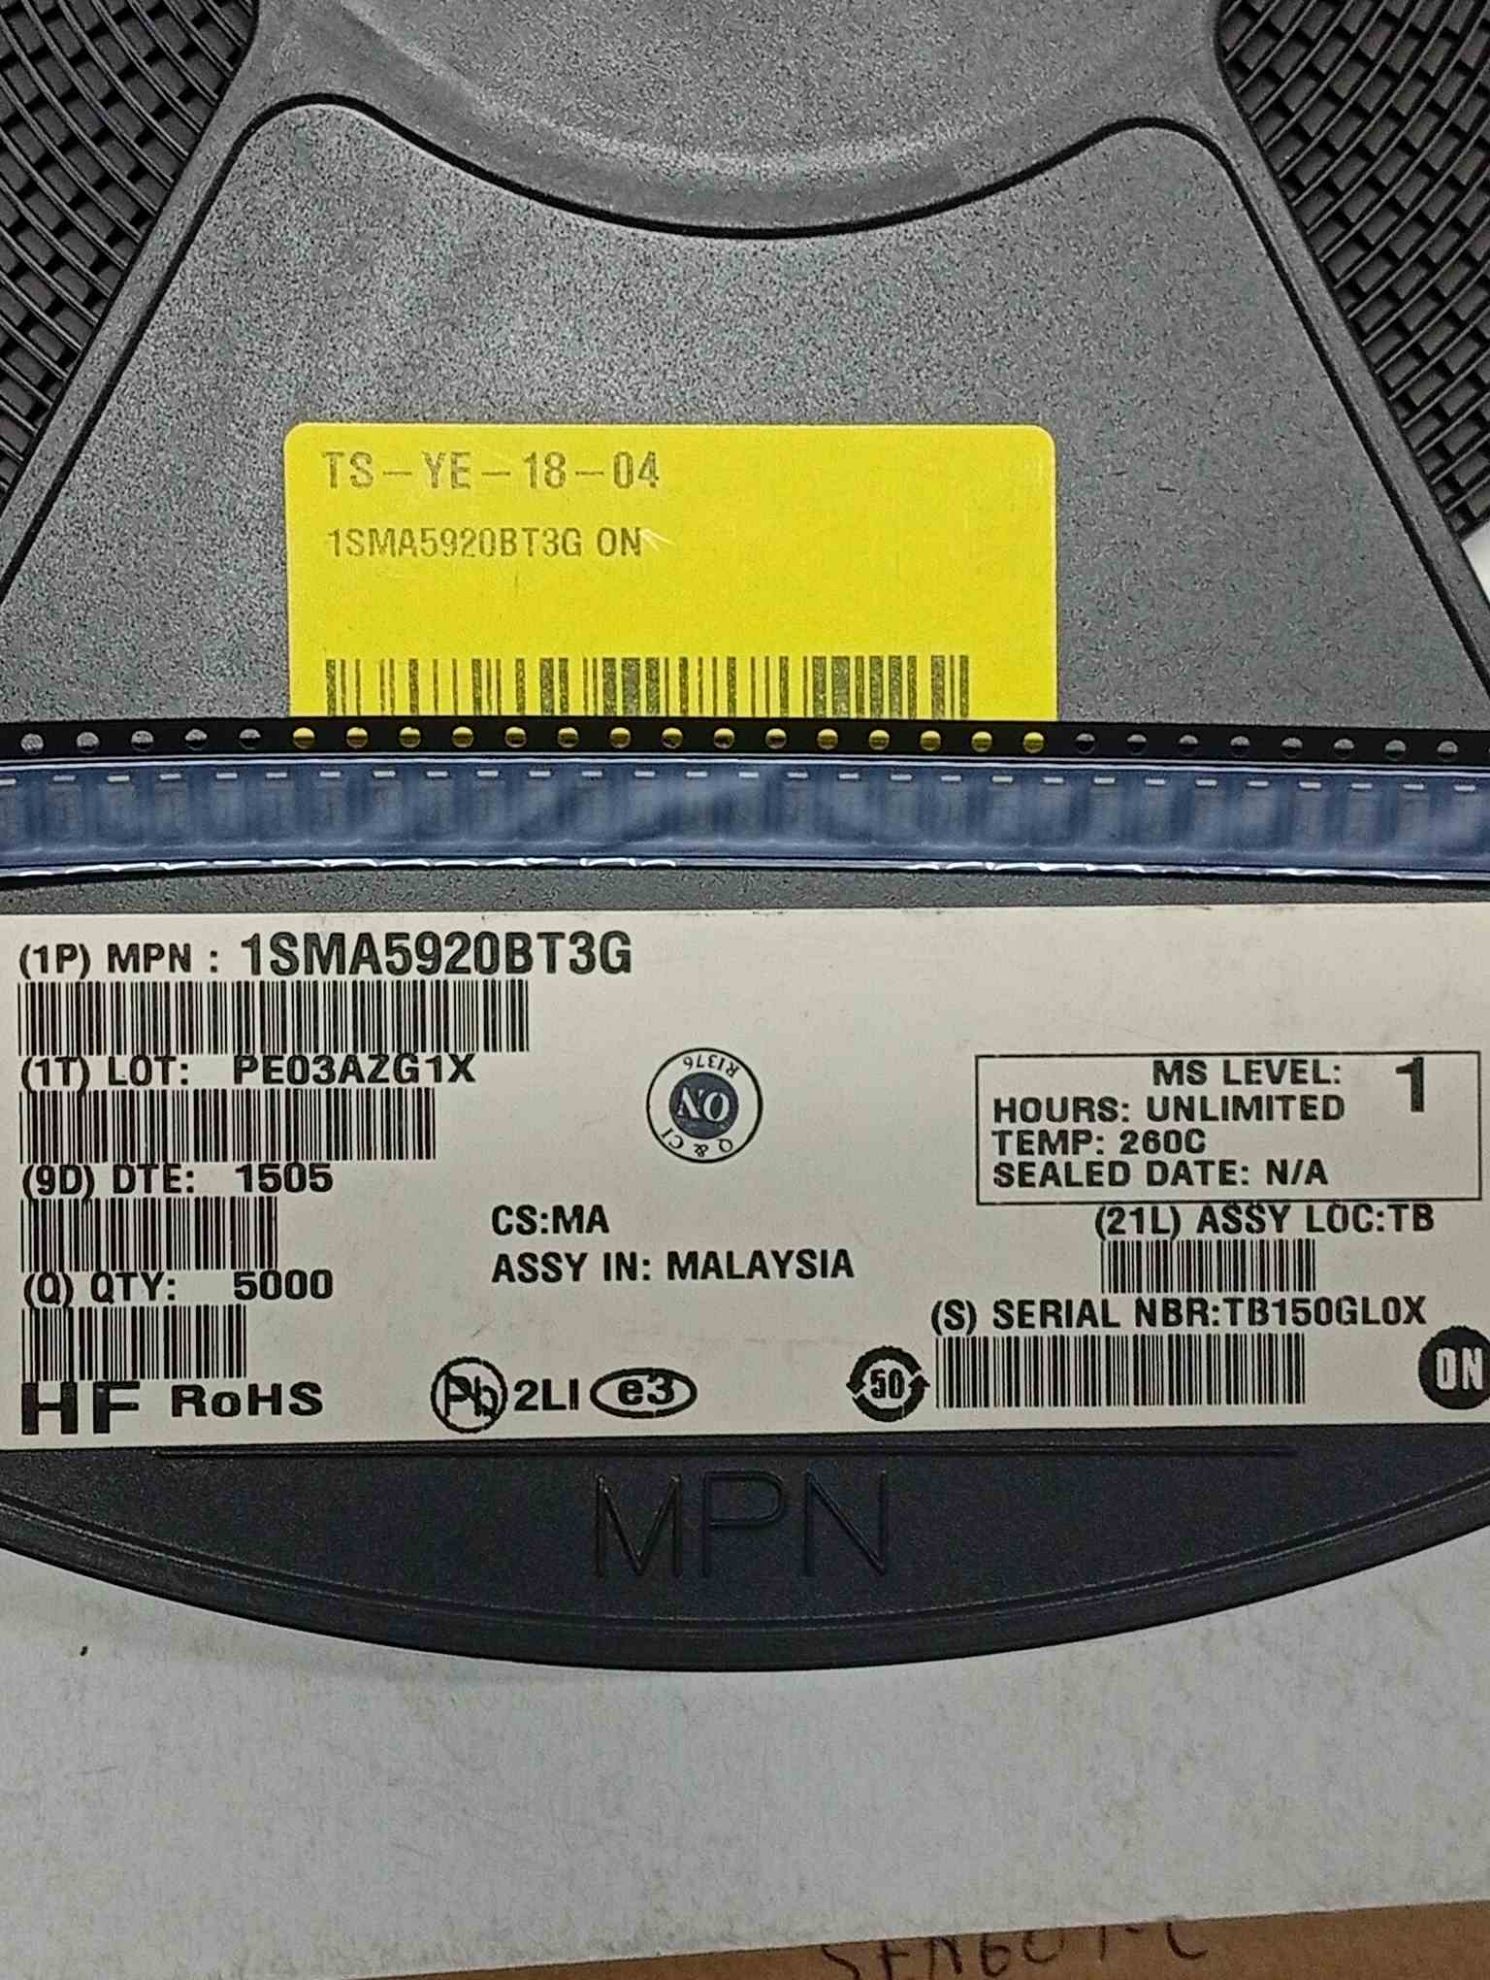 TS-YE-18-04
1SMA5920BT3G ON
(1P) MPN : 1SMA5920BT3G
(1T) LOT: PE03AZG1X
R1376
ON
Q & CI
MS LEVEL: 1
HOURS: UNLIMITED
TEMP: 260C
SEALED DATE: N/A
(9D) DTE: 1505
CS:MA
(21L) ASSY LOC:TB
ASSY IN: MALAYSIA
(Q) QTY: 5000
(S) SERIAL NBR:TB150GL0X
HF RoHS
Pb 2LI e3
50
ON
MPN